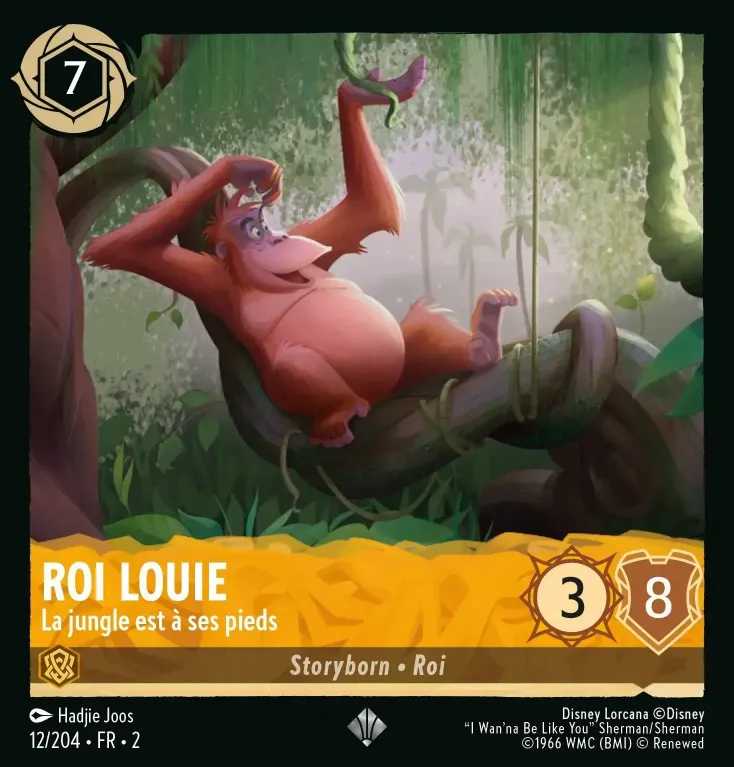 7
ROI LOUIE
La jungle est à ses pieds
3
8
Storyborn • Roi
Hadjie Joos
12/204 • FR • 2
Disney Lorcana ©Disney
“I Wan'na Be Like You” Sherman/Sherman
©1966 WMC (BMI) © Renewed